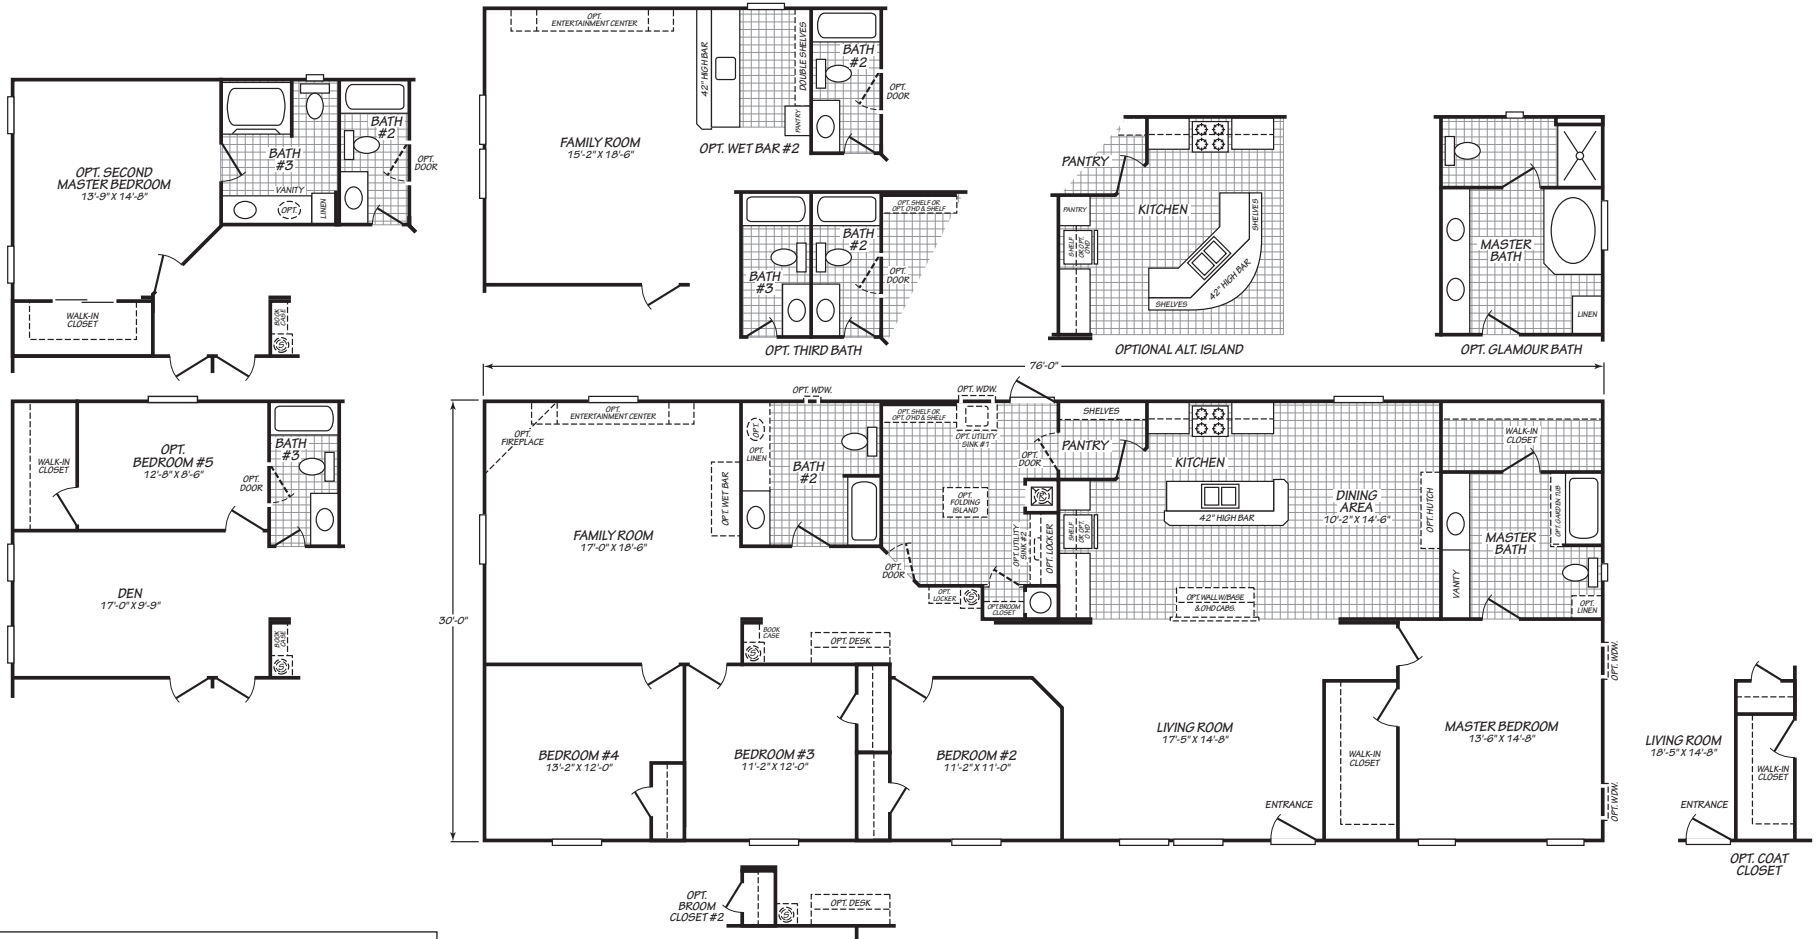 OPT. SECOND
MASTER BEDROOM
13'-9" X 14'-8"
BATH
#3
VANITY
OPT.
LINEN
BATH
#2
OPT.
DOOR
WALK-IN
CLOSET
BOOK
CASE
S
OPT.
ENTERTAINMENT CENTER
FAMILY ROOM
15'-2" X 18'-6"
42" HIGH BAR
DOUBLE SHELVES
PANTRY
OPT. WET BAR #2
BATH
#2
OPT.
DOOR
BATH
#3
BATH
#2
OPT. SHELF OR
OPT. O'HD & SHELF
OPT.
DOOR
OPT. THIRD BATH
PANTRY
KITCHEN
PANTRY
SHELF
OR OPT.
O'HD
SHELVES
42" HIGH BAR
SHELVES
OPTIONAL ALT. ISLAND
MASTER
BATH
LINEN
OPT. GLAMOUR BATH
WALK-IN
CLOSET
OPT.
BEDROOM #5
12'-8" X 8'-6"
OPT.
DOOR
BATH
#3
DEN
17'-0" X 9'-9"
BOOK
CASE
S
76'-0"
30'-0"
OPT.
FIREPLACE
OPT.
ENTERTAINMENT CENTER
FAMILY ROOM
17'-0" X 18'-6"
OPT. WET BAR
OPT. WDW.
OPT.
OPT.
LINEN
BATH
#2
OPT. SHELF OR
OPT. O'HD & SHELF
OPT. WDW.
OPT. UTILITY
SINK #1
OPT.
DOOR
OPT.
FOLDING
ISLAND
OPT. UTILITY
SINK #2
OPT. LOCKER
OPT.
DOOR
OPT.
LOCKER
S
OPT. BROOM
CLOSET
SHELVES
PANTRY
R
SHELF
OR OPT.
O'HD
KITCHEN
42" HIGH BAR
DINING
AREA
10'-2" X 14'-6"
OPT. HUTCH
OPT. WALL W/BASE
& O'HD CABS.
WALK-IN
CLOSET
MASTER
BATH
OPT. GARDEN TUB
VANITY
OPT.
LINEN
BOOK
CASE
S
OPT. DESK
BEDROOM #4
13'-2" X 12'-0"
BEDROOM #3
11'-2" X 12'-0"
BEDROOM #2
11'-2" X 11'-0"
LIVING ROOM
17'-5" X 14'-8"
ENTRANCE
WALK-IN
CLOSET
MASTER BEDROOM
13'-6" X 14'-8"
OPT. WDW.
OPT. WDW.
LIVING ROOM
18'-5" X 14'-8"
WALK-IN
CLOSET
ENTRANCE
OPT. COAT
CLOSET
OPT.
BROOM
CLOSET #2
S
OPT. DESK